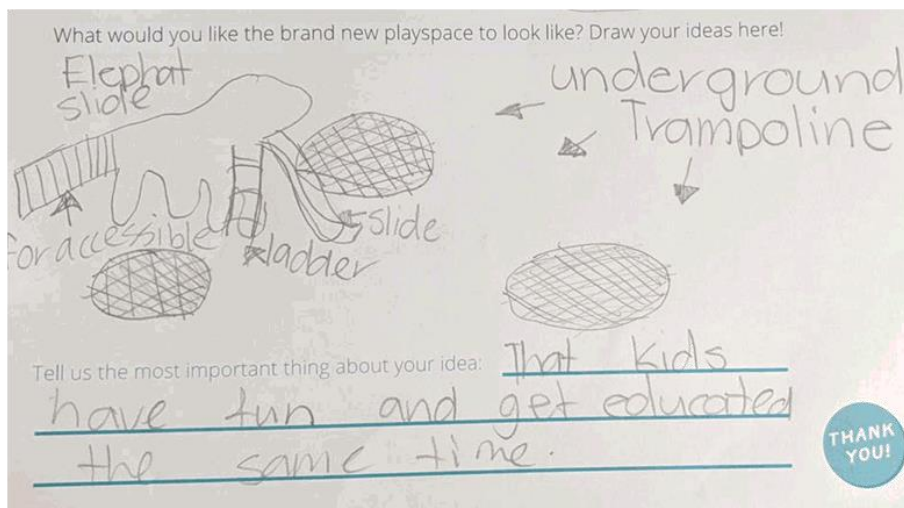 What would you like the brand new playspace to look like? Draw your ideas here!
Elephat
slide
underground
Trampoline
for accessible
slide
ladder
Tell us the most important thing about your idea: That kids
have fun and get educated
the same time.
THANK
YOU!